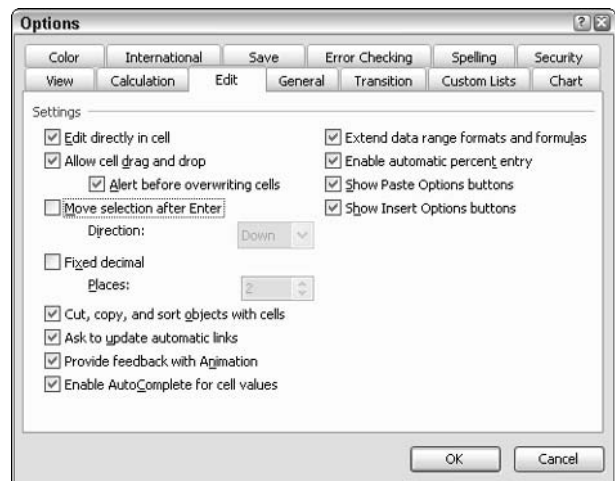 Options
Color International Save Error Checking Spelling Security
View Calculation Edit General Transition Custom Lists Chart
Settings
Edit directly in cell
Allow cell drag and drop
Alert before overwriting cells
Move selection after Enter
Direction: Down
Fixed decimal
Places: 2
Cut, copy, and sort objects with cells
Ask to update automatic links
Provide feedback with Animation
Enable AutoComplete for cell values
Extend data range formats and formulas
Enable automatic percent entry
Show Paste Options buttons
Show Insert Options buttons
OK Cancel